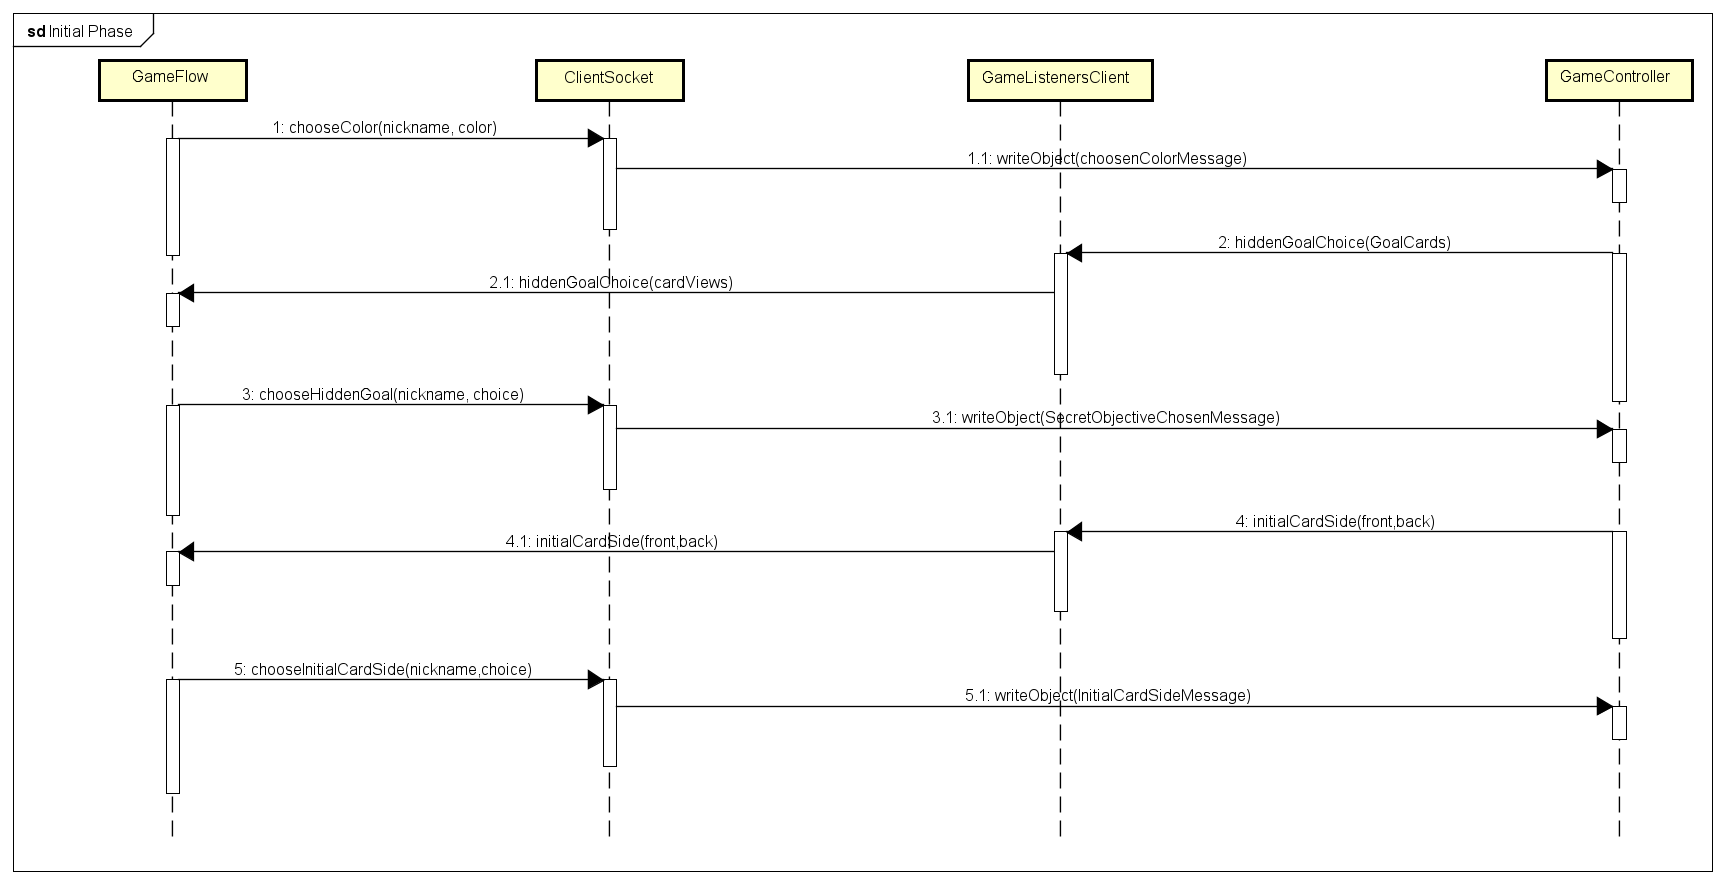 sd Initial Phase
GameFlow
ClientSocket
GameListenersClient
GameController
1: chooseColor(nickname, color)
1.1: writeObject(choosenColorMessage)
2: hiddenGoalChoice(GoalCards)
2.1: hiddenGoalChoice(cardViews)
3: chooseHiddenGoal(nickname, choice)
3.1: writeObject(SecretObjectiveChosenMessage)
4: initialCardSide(front,back)
4.1: initialCardSide(front,back)
5: chooseInitialCardSide(nickname,choice)
5.1: writeObject(InitialCardSideMessage)